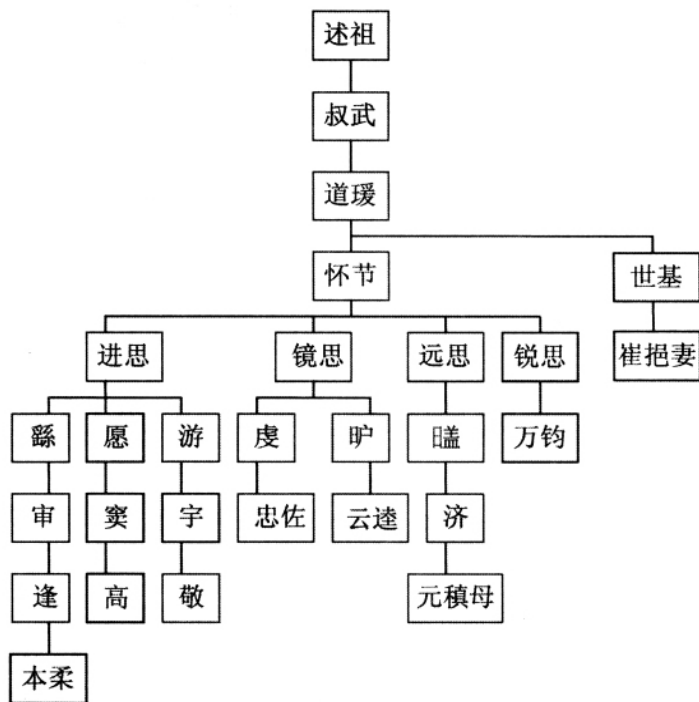 述祖
叔武
道瑗
怀节 世基
进思 镜思 远思 锐思 崔挹妻
繇 愿 游 虔 旷 㫪 万钧
审 窦 宇 忠佐 云逵 济
逢 高 敬 元稹母
本柔